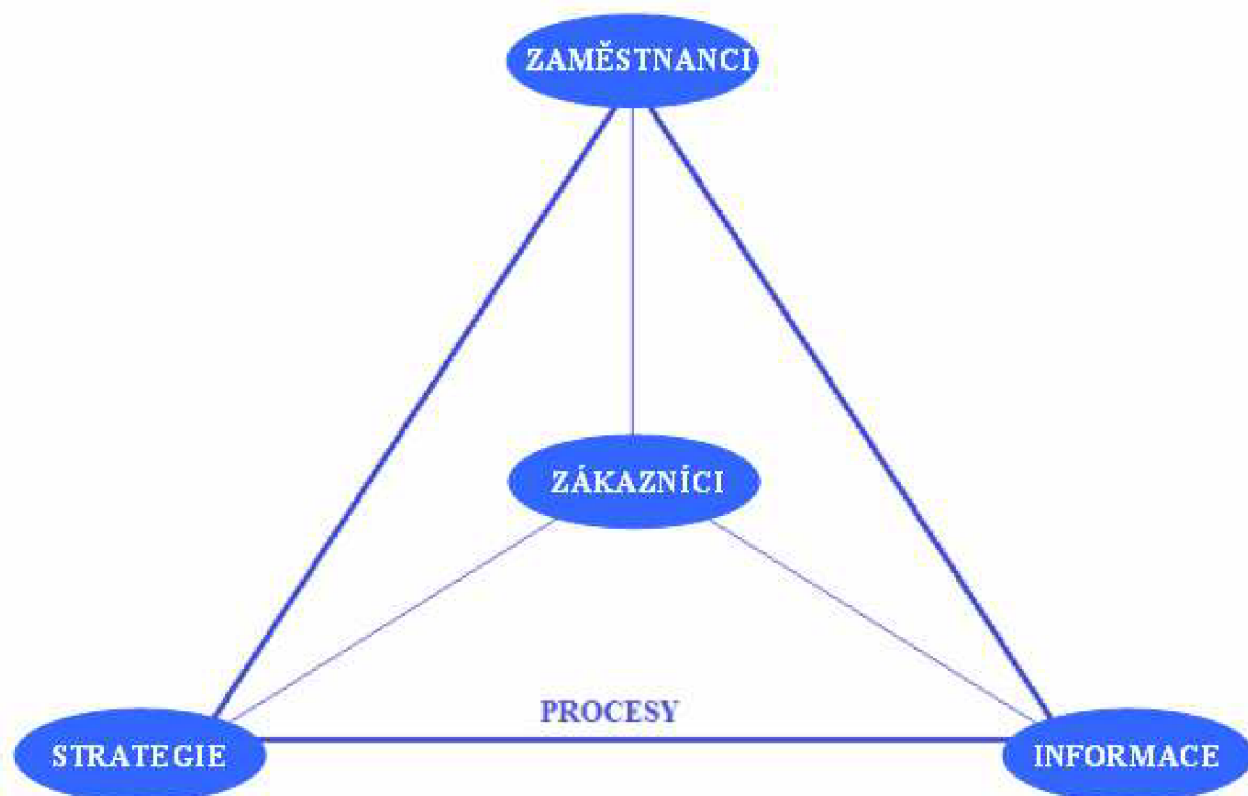 ZAMĚSTNANCI
ZÁKAZNÍCI
PROCESY
STRATEGIE
INFORMACE